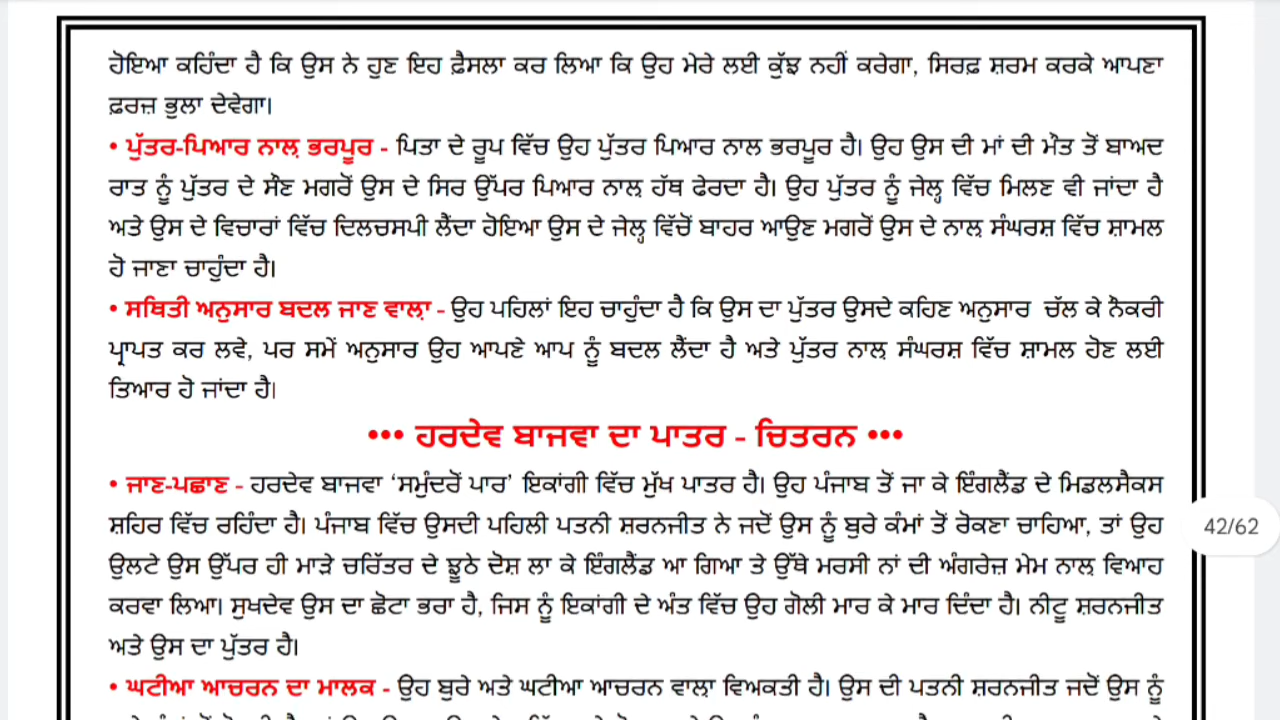 ਹੋਇਆ ਕਹਿੰਦਾ ਹੈ ਕਿ ਉਸ ਨੇ ਹੁਣ ਇਹ ਫ਼ੈਸਲਾ ਕਰ ਲਿਆ ਕਿ ਉਹ ਮੇਰੇ ਲਈ ਕੁੱਝ ਨਹੀਂ ਕਰੇਗਾ, ਸਿਰਫ਼ ਸ਼ਰਮ ਕਰਕੇ ਆਪਣਾ
ਫ਼ਰਜ਼ ਭੁਲਾ ਦੇਵੇਗਾ।
• ਪੁੱਤਰ-ਪਿਆਰ ਨਾਲ਼ ਭਰਪੂਰ - ਪਿਤਾ ਦੇ ਰੂਪ ਵਿੱਚ ਉਹ ਪੁੱਤਰ ਪਿਆਰ ਨਾਲ ਭਰਪੂਰ ਹੈ। ਉਹ ਉਸ ਦੀ ਮਾਂ ਦੀ ਮੌਤ ਤੋਂ ਬਾਅਦ
ਰਾਤ ਨੂੰ ਪੁੱਤਰ ਦੇ ਸੌਣ ਮਗਰੋਂ ਉਸ ਦੇ ਸਿਰ ਉੱਪਰ ਪਿਆਰ ਨਾਲ਼ ਹੱਥ ਫੇਰਦਾ ਹੈ। ਉਹ ਪੁੱਤਰ ਨੂੰ ਜੇਲ੍ਹ ਵਿੱਚ ਮਿਲਣ ਵੀ ਜਾਂਦਾ ਹੈ
ਅਤੇ ਉਸ ਦੇ ਵਿਚਾਰਾਂ ਵਿੱਚ ਦਿਲਚਸਪੀ ਲੈਂਦਾ ਹੋਇਆ ਉਸ ਦੇ ਜੇਲ੍ਹ ਵਿੱਚੋਂ ਬਾਹਰ ਆਉਣ ਮਗਰੋਂ ਉਸ ਦੇ ਨਾਲ਼ ਸੰਘਰਸ਼ ਵਿੱਚ ਸ਼ਾਮਲ
ਹੋ ਜਾਣਾ ਚਾਹੁੰਦਾ ਹੈ।
• ਸਥਿਤੀ ਅਨੁਸਾਰ ਬਦਲ ਜਾਣ ਵਾਲ਼ਾ - ਉਹ ਪਹਿਲਾਂ ਇਹ ਚਾਹੁੰਦਾ ਹੈ ਕਿ ਉਸ ਦਾ ਪੁੱਤਰ ਉਸਦੇ ਕਹਿਣ ਅਨੁਸਾਰ ਚੱਲ ਕੇ ਨੌਕਰੀ
ਪ੍ਰਾਪਤ ਕਰ ਲਵੇ, ਪਰ ਸਮੇਂ ਅਨੁਸਾਰ ਉਹ ਆਪਣੇ ਆਪ ਨੂੰ ਬਦਲ ਲੈਂਦਾ ਹੈ ਅਤੇ ਪੁੱਤਰ ਨਾਲ਼ ਸੰਘਰਸ਼ ਵਿੱਚ ਸ਼ਾਮਲ ਹੋਣ ਲਈ
ਤਿਆਰ ਹੋ ਜਾਂਦਾ ਹੈ।
••• ਹਰਦੇਵ ਬਾਜਵਾ ਦਾ ਪਾਤਰ - ਚਿਤਰਨ •••
• ਜਾਣ-ਪਛਾਣ - ਹਰਦੇਵ ਬਾਜਵਾ ‘ਸਮੁੰਦਰੋਂ ਪਾਰ’ ਇਕਾਂਗੀ ਵਿੱਚ ਮੁੱਖ ਪਾਤਰ ਹੈ। ਉਹ ਪੰਜਾਬ ਤੋਂ ਜਾ ਕੇ ਇੰਗਲੈਂਡ ਦੇ ਮਿਡਲਸੈਕਸ
ਸ਼ਹਿਰ ਵਿੱਚ ਰਹਿੰਦਾ ਹੈ। ਪੰਜਾਬ ਵਿੱਚ ਉਸਦੀ ਪਹਿਲੀ ਪਤਨੀ ਸ਼ਰਨਜੀਤ ਨੇ ਜਦੋਂ ਉਸ ਨੂੰ ਬੁਰੇ ਕੰਮਾਂ ਤੋਂ ਰੋਕਣਾ ਚਾਹਿਆ, ਤਾਂ ਉਹ
ਉਲਟੇ ਉਸ ਉੱਪਰ ਹੀ ਮਾੜੇ ਚਰਿੱਤਰ ਦੇ ਝੂਠੇ ਦੋਸ਼ ਲਾ ਕੇ ਇੰਗਲੈਂਡ ਆ ਗਿਆ ਤੇ ਉੱਥੇ ਮਰਸੀ ਨਾਂ ਦੀ ਅੰਗਰੇਜ਼ ਮੇਮ ਨਾਲ਼ ਵਿਆਹ
ਕਰਵਾ ਲਿਆ। ਸੁਖਦੇਵ ਉਸ ਦਾ ਛੋਟਾ ਭਰਾ ਹੈ, ਜਿਸ ਨੂੰ ਇਕਾਂਗੀ ਦੇ ਅੰਤ ਵਿੱਚ ਉਹ ਗੋਲੀ ਮਾਰ ਕੇ ਮਾਰ ਦਿੰਦਾ ਹੈ। ਨੀਟੂ ਸ਼ਰਨਜੀਤ
ਅਤੇ ਉਸ ਦਾ ਪੁੱਤਰ ਹੈ।
• ਘਟੀਆ ਆਚਰਨ ਦਾ ਮਾਲਕ - ਉਹ ਬੁਰੇ ਅਤੇ ਘਟੀਆ ਆਚਰਨ ਵਾਲ਼ਾ ਵਿਅਕਤੀ ਹੈ। ਉਸ ਦੀ ਪਤਨੀ ਸ਼ਰਨਜੀਤ ਜਦੋਂ ਉਸ ਨੂੰ
42/62